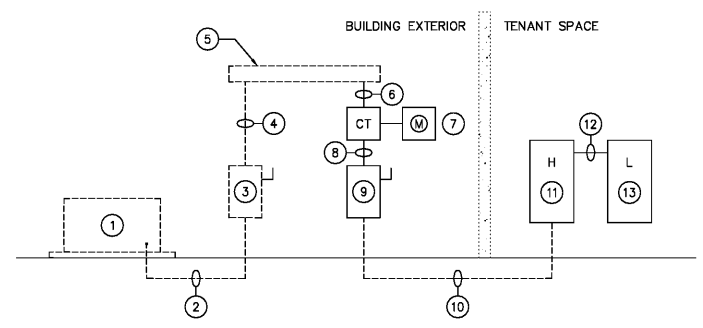 BUILDING EXTERIOR TENANT SPACE
5
6
4
CT M 7
12
8
H L
3 9 11 13
1
2 10